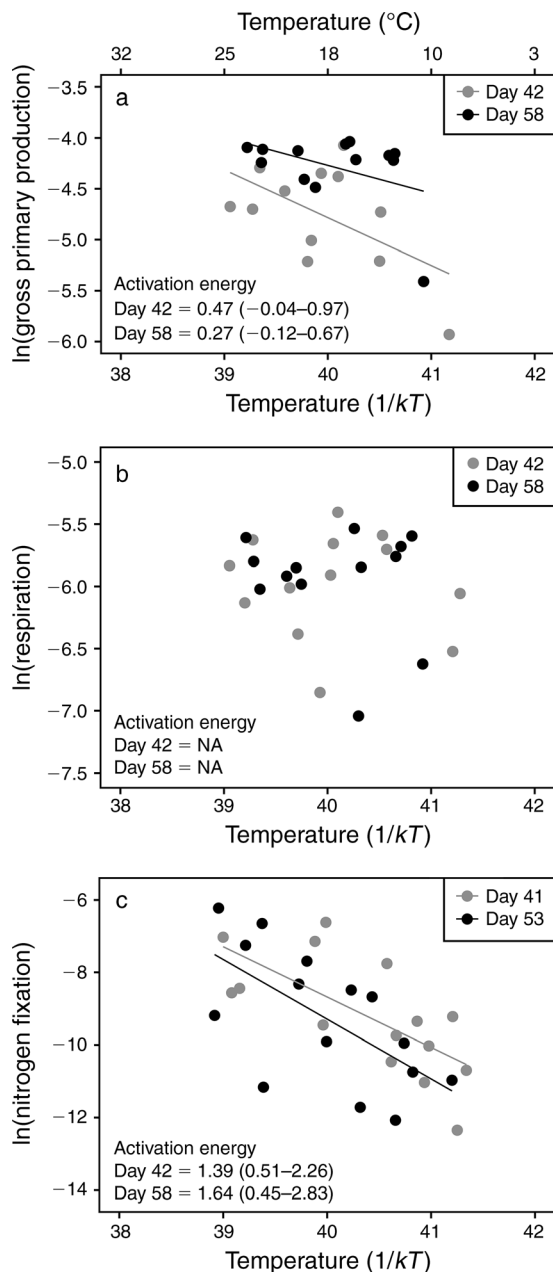 Temperature (°C)
32 25 18 10 3
a
Day 42
Day 58
−3.5
−4.0
−4.5
−5.0
−5.5
−6.0
ln(gross primary production)
Activation energy
Day 42 = 0.47 (−0.04–0.97)
Day 58 = 0.27 (−0.12–0.67)
38 39 40 41 42
Temperature (1/kT)
b
Day 42
Day 58
−5.0
−5.5
−6.0
−6.5
−7.0
−7.5
ln(respiration)
Activation energy
Day 42 = NA
Day 58 = NA
38 39 40 41 42
Temperature (1/kT)
c
Day 41
Day 53
−6
−8
−10
−12
−14
ln(nitrogen fixation)
Activation energy
Day 42 = 1.39 (0.51–2.26)
Day 58 = 1.64 (0.45–2.83)
38 39 40 41 42
Temperature (1/kT)